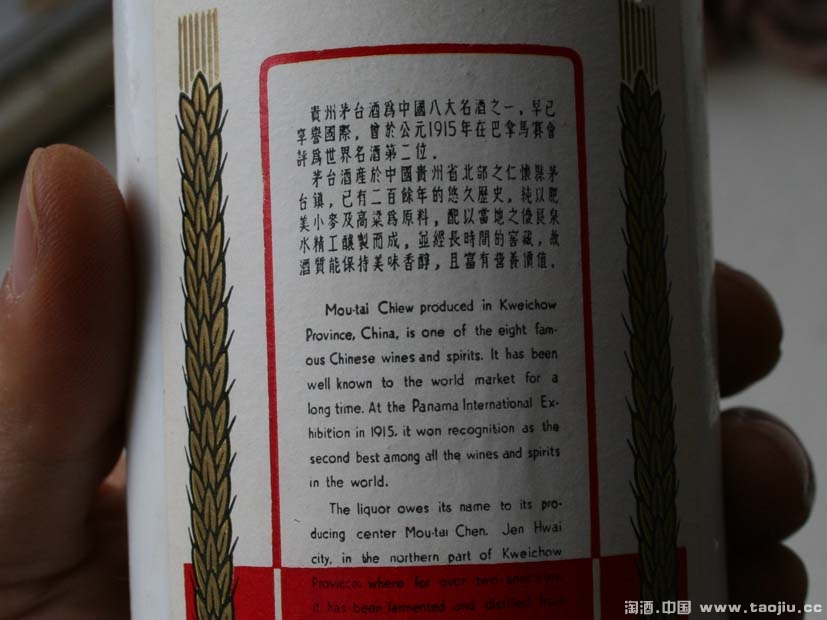 貴州茅台酒為中國八大名酒之一，早已
享譽國際，曾於公元1915年在巴拿馬賽會
評為世界名酒第二位．
茅台酒産於中國貴州省北部之仁懷縣茅
台鎮，已有二百餘年的悠久歷史，純以肥
美小麥及高粱為原料，配以當地之優良泉
水精工釀製而成，並經長時間的窖藏，故
酒質能保持美味香醇，且富有營養價值．
Mou-tai Chiew produced in Kweichow
Province, China, is one of the eight fam-
ous Chinese wines and spirits. It has been
well known to the world market for a
long time. At the Panama International Ex-
hibition in 1915, it won recognition as the
second best among all the wines and spirits
in the world.
The liquor owes its name to its pro-
ducing center Mou-tai Chen, Jen Hwai
city, in the northern part of Kweichow
Province, where for over two centuries
it has been fermented and distilled from
淘酒.中国 www.taojiu.cc